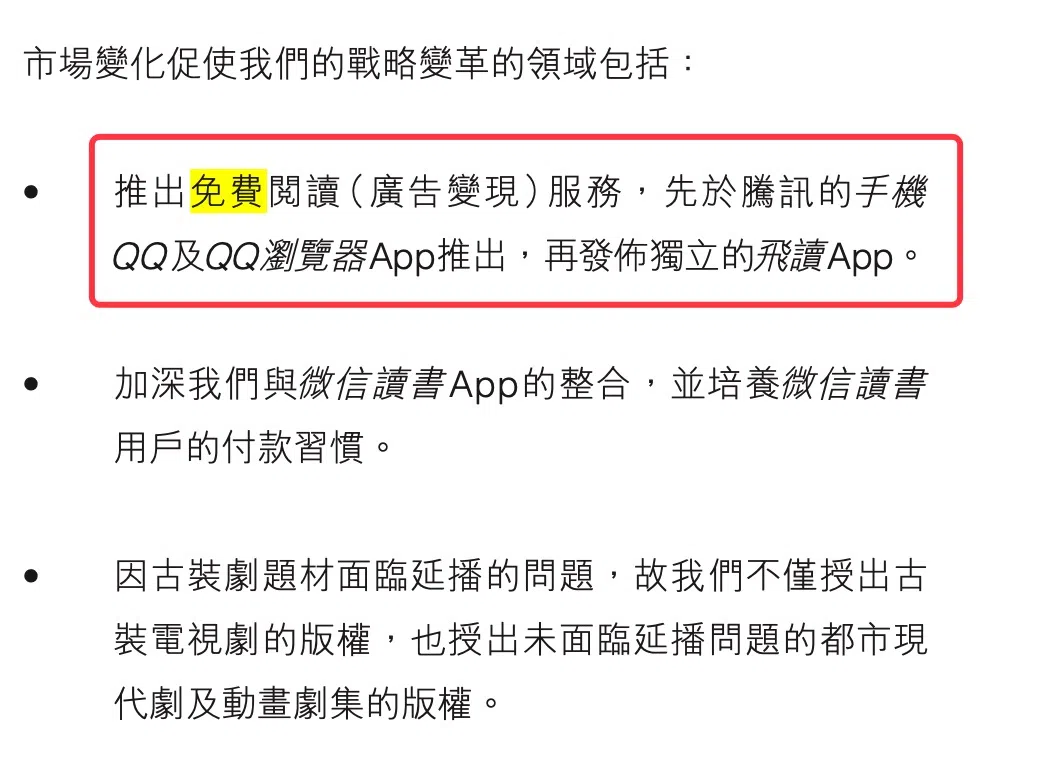 市場變化促使我們的戰略變革的領域包括：
• 推出免費閱讀（廣告變現）服務，先於騰訊的手機
QQ及QQ瀏覽器App推出，再發佈獨立的飛讀App。
• 加深我們與微信讀書App的整合，並培養微信讀書
用戶的付款習慣。
• 因古裝劇題材面臨延播的問題，故我們不僅授出古
裝電視劇的版權，也授出未面臨延播問題的都市現
代劇及動畫劇集的版權。